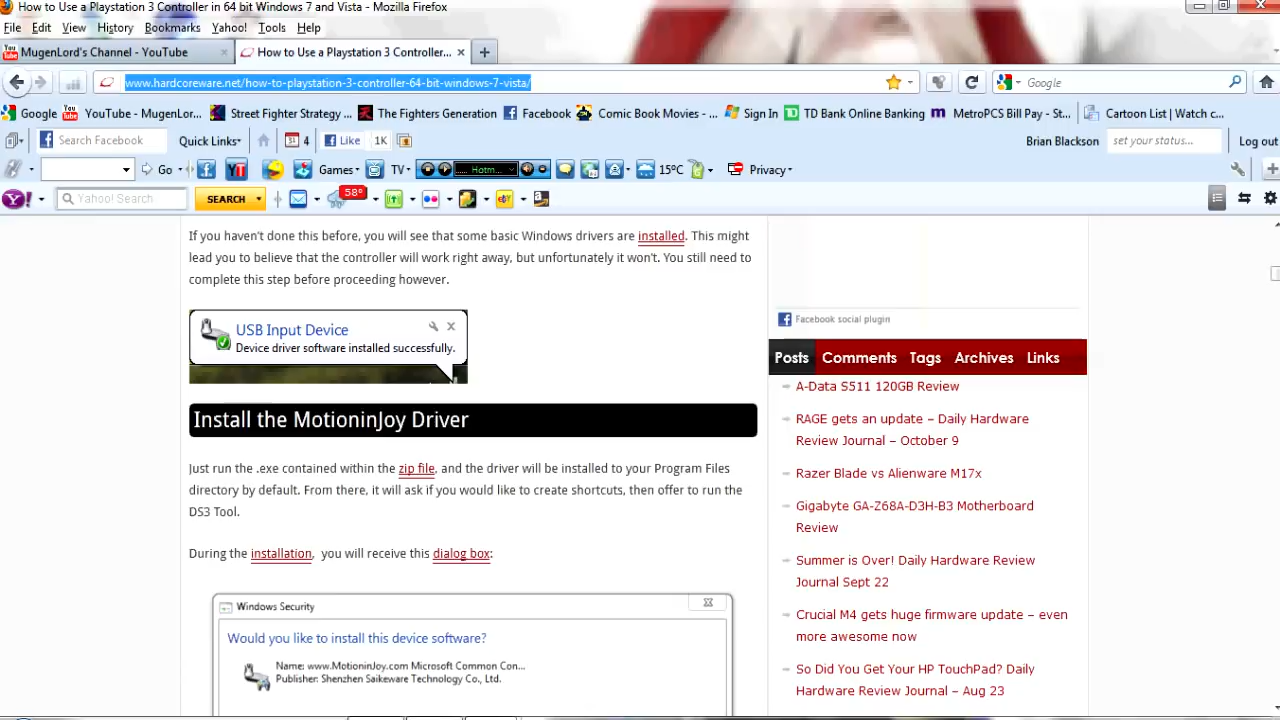 How to Use a Playstation 3 Controller in 64 bit Windows 7 and Vista - Mozilla Firefox
File Edit View History Bookmarks Yahoo! Tools Help
MugenLord's Channel - YouTube
How to Use a Playstation 3 Controller...
www.hardcoreware.net/how-to-playstation-3-controller-64-bit-windows-7-vista/
Google
Google YouTube - MugenLor... Street Fighter Strategy ... The Fighters Generation Facebook Comic Book Movies - ... Sign In TD Bank Online Banking MetroPCS Bill Pay - St... Cartoon List | Watch c...
Search Facebook Quick Links 4 Like 1K Brian Blackson set your status... Log out
Go Games TV Hotm... 15ºC Privacy
Yahoo! Search SEARCH 58°
If you haven't done this before, you will see that some basic Windows drivers are installed. This might
lead you to believe that the controller will work right away, but unfortunately it won't. You still need to
complete this step before proceeding however.
USB Input Device
Device driver software installed successfully.
Install the MotioninJoy Driver
Just run the .exe contained within the zip file, and the driver will be installed to your Program Files
directory by default. From there, it will ask if you would like to create shortcuts, then offer to run the
DS3 Tool.
During the installation, you will receive this dialog box:
Windows Security
Would you like to install this device software?
Name: www.MotioninJoy.com Microsoft Common Con...
Publisher: Shenzhen Saikeware Technology Co., Ltd.
Facebook social plugin
Posts Comments Tags Archives Links
A-Data S511 120GB Review
RAGE gets an update – Daily Hardware
Review Journal – October 9
Razer Blade vs Alienware M17x
Gigabyte GA-Z68A-D3H-B3 Motherboard
Review
Summer is Over! Daily Hardware Review
Journal Sept 22
Crucial M4 gets huge firmware update – even
more awesome now
So Did You Get Your HP TouchPad? Daily
Hardware Review Journal – Aug 23